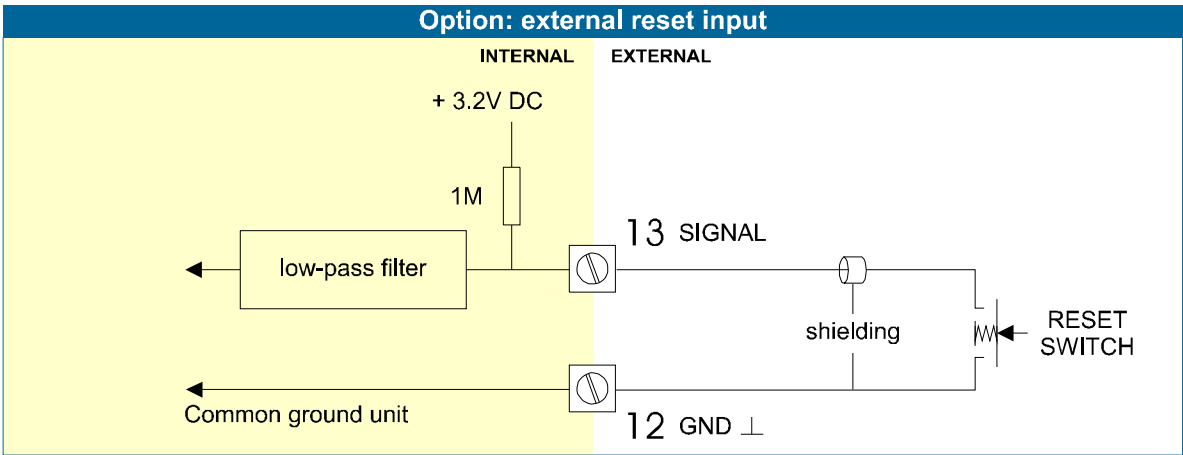 Option: external reset input
INTERNAL
EXTERNAL
+ 3.2V DC
1M
13 SIGNAL
low-pass filter
shielding
RESET
SWITCH
Common ground unit
12 GND ⊥